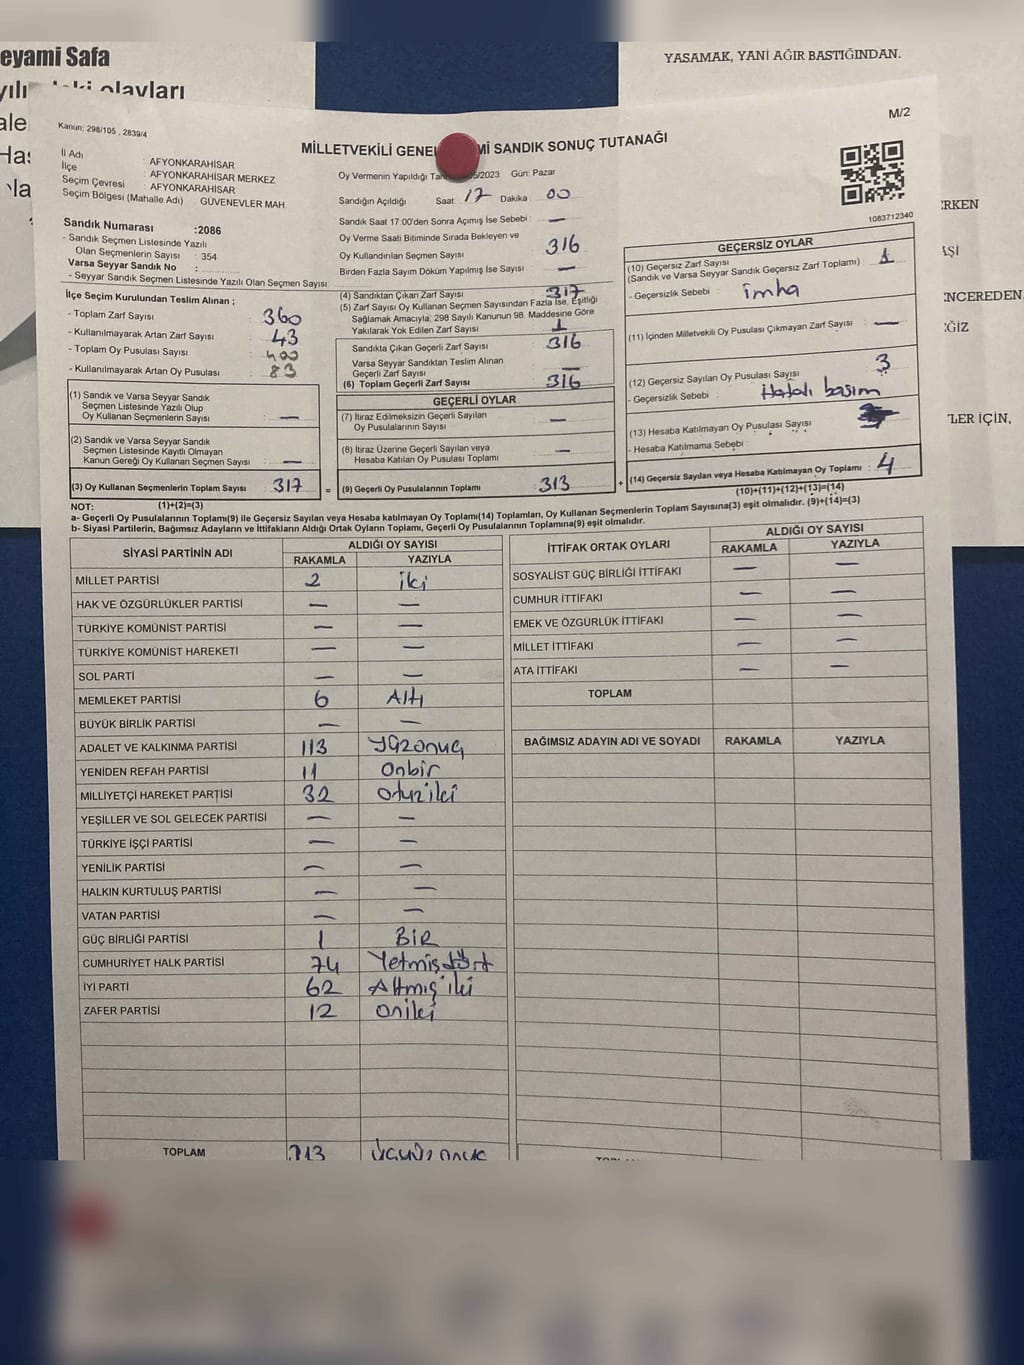 eyami Safa
olayları
YASAMAK, YANİ AĞIR BASTIĞINDAN.
M/2
Kanun: 298/105 , 2839/4
MİLLETVEKİLİ GENEL SANDIK SONUÇ TUTANAĞI
İl Adı : AFYONKARAHİSAR
İlçe : AFYONKARAHİSAR MERKEZ
Seçim Çevresi : AFYONKARAHİSAR
Seçim Bölgesi (Mahalle Adı) GÜVENEVLER MAH.
Oy Vermenin Yapıldığı /2023 Gün: Pazar
Sandığın Açıldığı Saat 17 Dakika 00
Sandık Saat 17:00'den Sonra Açımış İse Sebebi : —
Oy Verme Saati Bitiminde Sırada Bekleyen ve
Oy Kullandırılan Seçmen Sayısı : 316
Birden Fazla Sayım Döküm Yapılmış İse Sayısı : —
1083712340
Sandık Numarası :2086
- Sandık Seçmen Listesinde Yazılı
Olan Seçmenlerin Sayısı : 354
Varsa Seyyar Sandık No :
- Seyyar Sandık Seçmen Listesinde Yazılı Olan Seçmen Sayısı :
İlçe Seçim Kurulundan Teslim Alınan ;
- Toplam Zarf Sayısı : 360
- Kullanılmayarak Artan Zarf Sayısı : 43
- Toplam Oy Pusulası Sayısı : 400
- Kullanılmayarak Artan Oy Pusulası : 83
(1) Sandık ve Varsa Seyyar Sandık
Seçmen Listesinde Yazılı Olup
Oy Kullanan Seçmenlerin Sayısı : —
(2) Sandık ve Varsa Seyyar Sandık
Seçmen Listesinde Kayıtlı Olmayan
Kanun Gereği Oy Kullanan Seçmen Sayısı : —
(3) Oy Kullanan Seçmenlerin Toplam Sayısı : 317
(1)+(2)=(3)
(4) Sandıktan Çıkan Zarf Sayısı : 317
(5) Zarf Sayısı Oy Kullanan Seçmen Sayısından Fazla İse, Eşitliği
Sağlamak Amacıyla; 298 Sayılı Kanunun 98. Maddesine Göre
Yakılarak Yok Edilen Zarf Sayısı : 1
Sandıkta Çıkan Geçerli Zarf Sayısı : 316
Varsa Seyyar Sandıktan Teslim Alınan
Geçerli Zarf Sayısı : —
(6) Toplam Geçerli Zarf Sayısı : 316
GEÇERLİ OYLAR
(7) İtiraz Edilmeksizin Geçerli Sayılan
Oy Pusulalarının Sayısı : —
(8) İtiraz Üzerine Geçerli Sayılan veya
Hesaba Katılan Oy Pusulası Toplamı : —
= (9) Geçerli Oy Pusulalarının Toplamı : 313
GEÇERSİZ OYLAR
(10) Geçersiz Zarf Sayısı
(Sandık ve Varsa Seyyar Sandık Geçersiz Zarf Toplamı) : 1
- Geçersizlik Sebebi : imha
(11) İçinden Milletvekili Oy Pusulası Çıkmayan Zarf Sayısı : —
(12) Geçersiz Sayılan Oy Pusulası Sayısı : 3
- Geçersizlik Sebebi : Hatalı basım
(13) Hesaba Katılmayan Oy Pusulası Sayısı
- Hesaba Katılmama Sebebi :
+ (14) Geçersiz Sayılan veya Hesaba Katılmayan Oy Toplamı : 4
(10)+(11)+(12)+(13)=(14)
NOT:
a- Geçerli Oy Pusulalarının Toplamı(9) ile Geçersiz Sayılan veya Hesaba katılmayan Oy Toplamı(14) Toplamları, Oy Kullanan Seçmenlerin Toplam Sayısına(3) eşit olmalıdır. (9)+(14)=(3)
b- Siyasi Partilerin, Bağımsız Adayların ve İttifakların Aldığı Ortak Oyların Toplamı, Geçerli Oy Pusulalarının Toplamına(9) eşit olmalıdır.
SİYASİ PARTİNİN ADI ALDIĞI OY SAYISI
RAKAMLA YAZIYLA
MİLLET PARTİSİ 2 iki
HAK VE ÖZGÜRLÜKLER PARTİSİ — —
TÜRKİYE KOMÜNİST PARTİSİ — —
TÜRKİYE KOMÜNİST HAREKETİ — —
SOL PARTİ — —
MEMLEKET PARTİSİ 6 Altı
BÜYÜK BİRLİK PARTİSİ — —
ADALET VE KALKINMA PARTİSİ 113 Yüzonüç
YENİDEN REFAH PARTİSİ 11 Onbir
MİLLİYETÇİ HAREKET PARTİSİ 32 Otuziki
YEŞİLLER VE SOL GELECEK PARTİSİ — —
TÜRKİYE İŞÇİ PARTİSİ — —
YENİLİK PARTİSİ — —
HALKIN KURTULUŞ PARTİSİ — —
VATAN PARTİSİ — —
GÜÇ BİRLİĞİ PARTİSİ 1 BİR
CUMHURİYET HALK PARTİSİ 74 Yetmişdört
İYİ PARTİ 62 Altmışiki
ZAFER PARTİSİ 12 oniki
TOPLAM 313
İTTİFAK ORTAK OYLARI ALDIĞI OY SAYISI
RAKAMLA YAZIYLA
SOSYALİST GÜÇ BİRLİĞİ İTTİFAKI — —
CUMHUR İTTİFAKI — —
EMEK VE ÖZGÜRLÜK İTTİFAKI — —
MİLLET İTTİFAKI — —
ATA İTTİFAKI — —
TOPLAM
BAĞIMSIZ ADAYIN ADI VE SOYADI RAKAMLA YAZIYLA
RKEN
NCEREDEN,
ĞİZ
LER İÇİN,